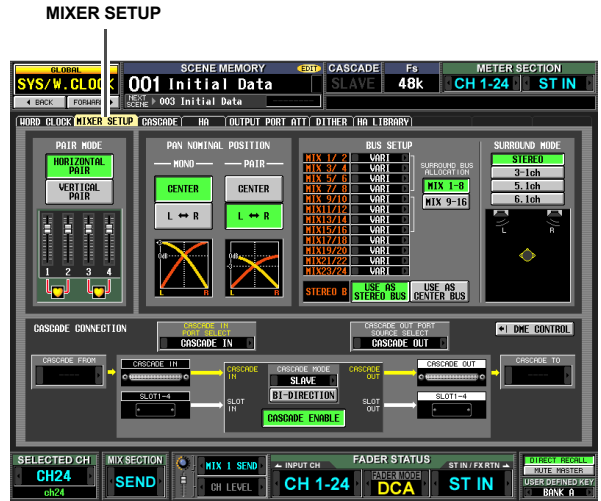 MIXER SETUP
GLOBAL SCENE MEMORY EDIT CASCADE Fs METER SECTION
SYS/W.CLOCK 001 Initial Data SLAVE 48k CH 1-24 ST IN
BACK FORWARD NEXT SCENE 003 Initial Data
WORD CLOCK MIXER SETUP CASCADE HA OUTPUT PORT ATT DITHER HA LIBRARY
PAIR MODE
HORIZONTAL PAIR
VERTICAL PAIR
1 2 3 4
PAN NOMINAL POSITION
MONO PAIR
CENTER CENTER
L ↔ R L ↔ R
0dB 0dB
L R L R
BUS SETUP
MIX 1/ 2 VARI
MIX 3/ 4 VARI
MIX 5/ 6 VARI
MIX 7/ 8 VARI
MIX 9/10 VARI
MIX11/12 VARI
MIX13/14 VARI
MIX15/16 VARI
MIX17/18 VARI
MIX19/20 VARI
MIX21/22 VARI
MIX23/24 VARI
SURROUND BUS ALLOCATION
MIX 1-8
MIX 9-16
STEREO B USE AS STEREO BUS USE AS CENTER BUS
SURROUND MODE
STEREO
3-1ch
5.1ch
6.1ch
L R
CASCADE CONNECTION
CASCADE IN PORT SELECT
CASCADE IN
CASCADE OUT PORT SOURCE SELECT
CASCADE OUT
DME CONTROL
CASCADE FROM
CASCADE IN
SLOT1-4
CASCADE IN
SLOT IN
CASCADE MODE
SLAVE
BI-DIRECTION
CASCADE ENABLE
CASCADE OUT
SLOT OUT
CASCADE OUT
SLOT1-4
CASCADE TO
SELECTED CH MIX SECTION FADER STATUS
CH24
ch24
SEND
MIX 1 SEND
CH LEVEL
INPUT CH
CH 1-24
FADER MODE
DCA
ST IN / FX RTN
ST IN
DIRECT RECALL
MUTE MASTER
USER DEFINED KEY
BANK A